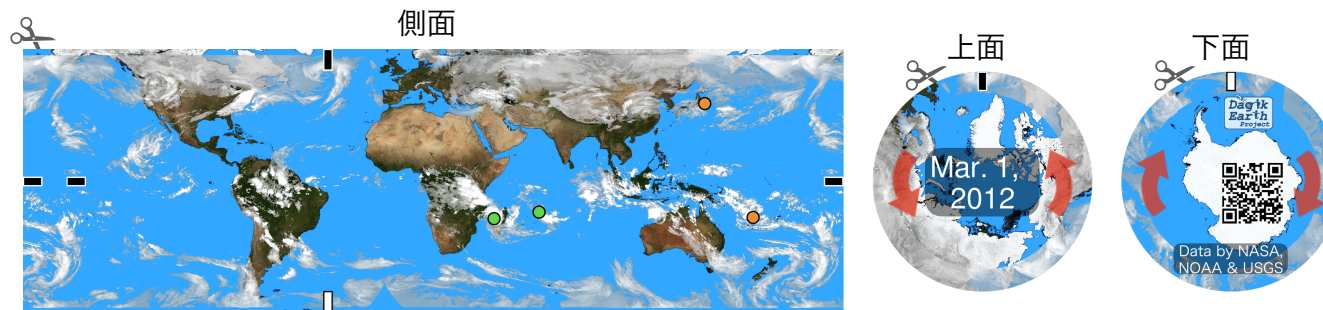 側面
上面
下面
Mar. 1,
2012
Dagik
Earth
Project
Data by NASA,
NOAA & USGS